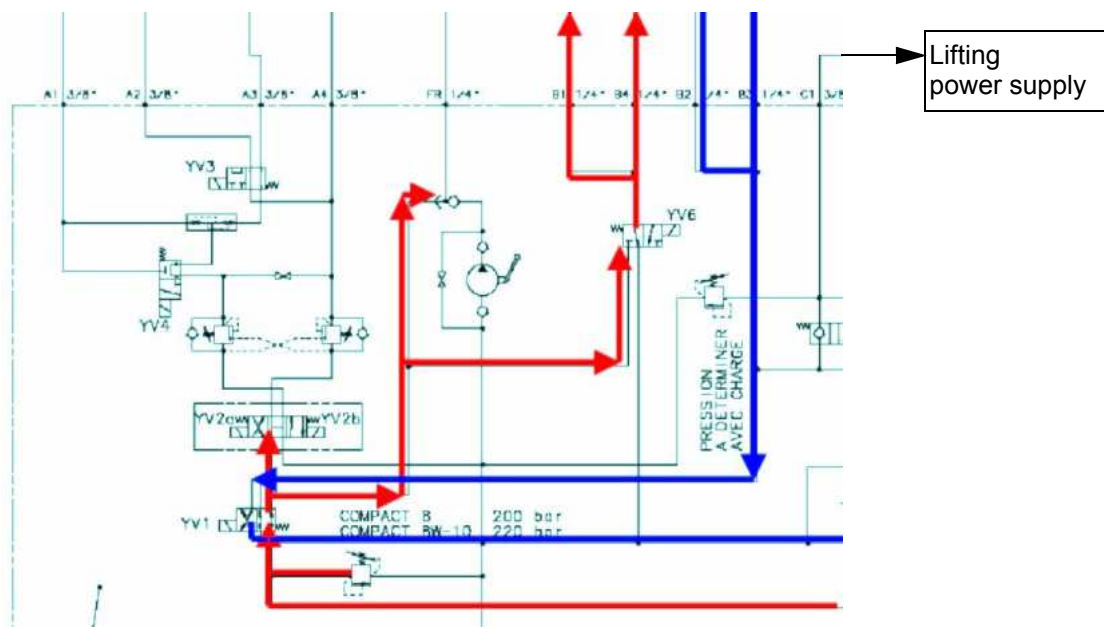 Lifting
power supply
A1 3/8"
A2 3/8"
A3 3/8"
A4 3/8"
FR 1/4"
B1 1/4"
B4 1/4"
B2 /4"
B3 1/4"
C1 3/8
YV3
YV6
YV4
PRESSION
A DETERMINER
AVEC CHARGE
YV2a
YV2b
YV1
COMPACT 8 200 bar
COMPACT 8W-10 220 bar